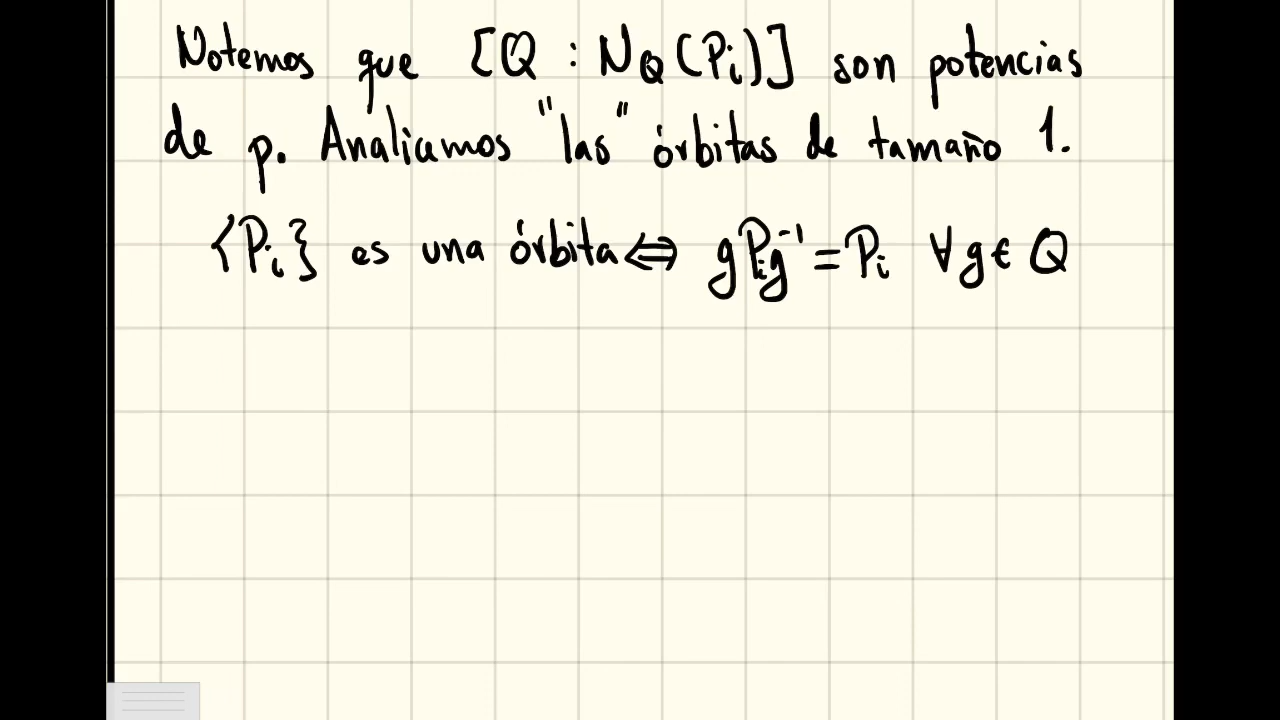 Notemos que [Q : N_Q(P_i)] son potencias
de p. Analicemos "las" órbitas de tamaño 1.
{P_i} es una órbita ⟺ gP_ig⁻¹ = P_i ∀g ∈ Q